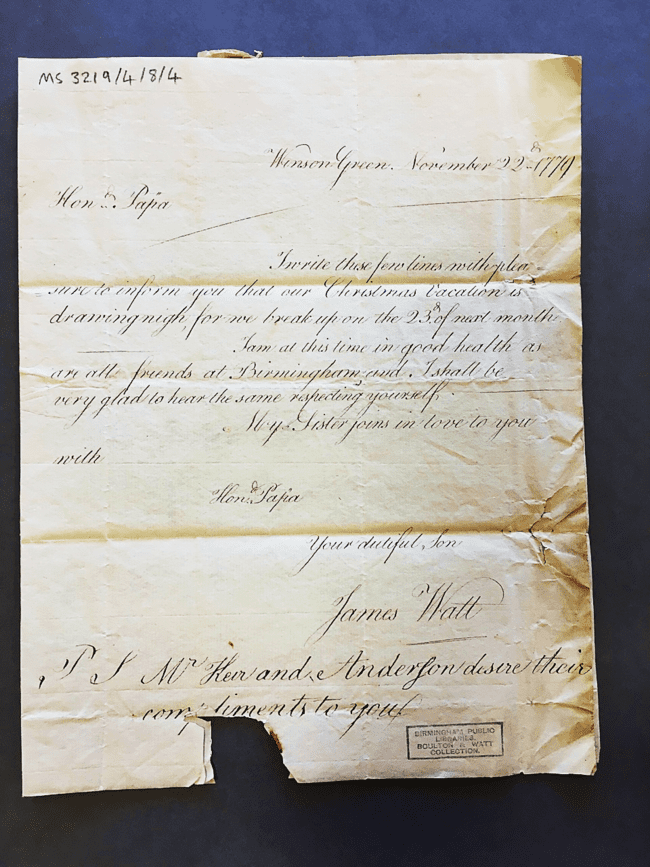 MS 3219/4/8/4
Winson Green. November 22d 1779
Hond. Papa
I write these few lines with plea
sure to inform you that our Christmas Vacation is
drawing nigh, for we break up on the 23d. of next month
I am at this time in good health as
are all friends at Birmingham, and I shall be
very glad to hear the same respecting yourself.
My Sister joins in love to you
with
Hond. Papa
Your dutiful Son
James Watt
P S Mr Keir and Anderson desire their
compliments to you
BIRMINGHAM PUBLIC
LIBRARIES.
BOULTON & WATT
COLLECTION.